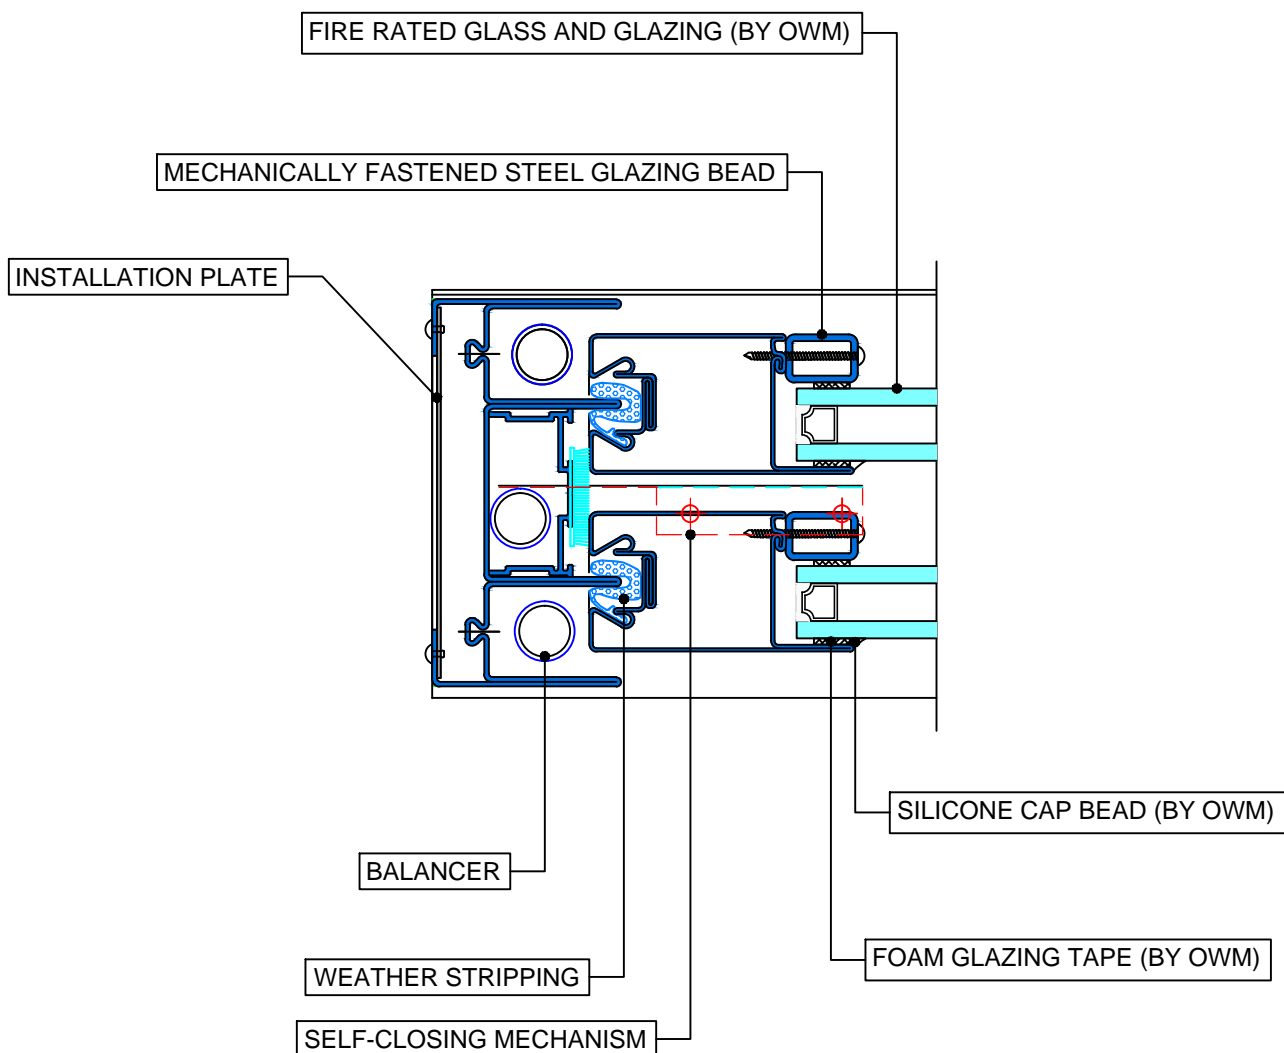 FIRE RATED GLASS AND GLAZING (BY OWM)
MECHANICALLY FASTENED STEEL GLAZING BEAD
INSTALLATION PLATE
SILICONE CAP BEAD (BY OWM)
BALANCER
FOAM GLAZING TAPE (BY OWM)
WEATHER STRIPPING
SELF-CLOSING MECHANISM